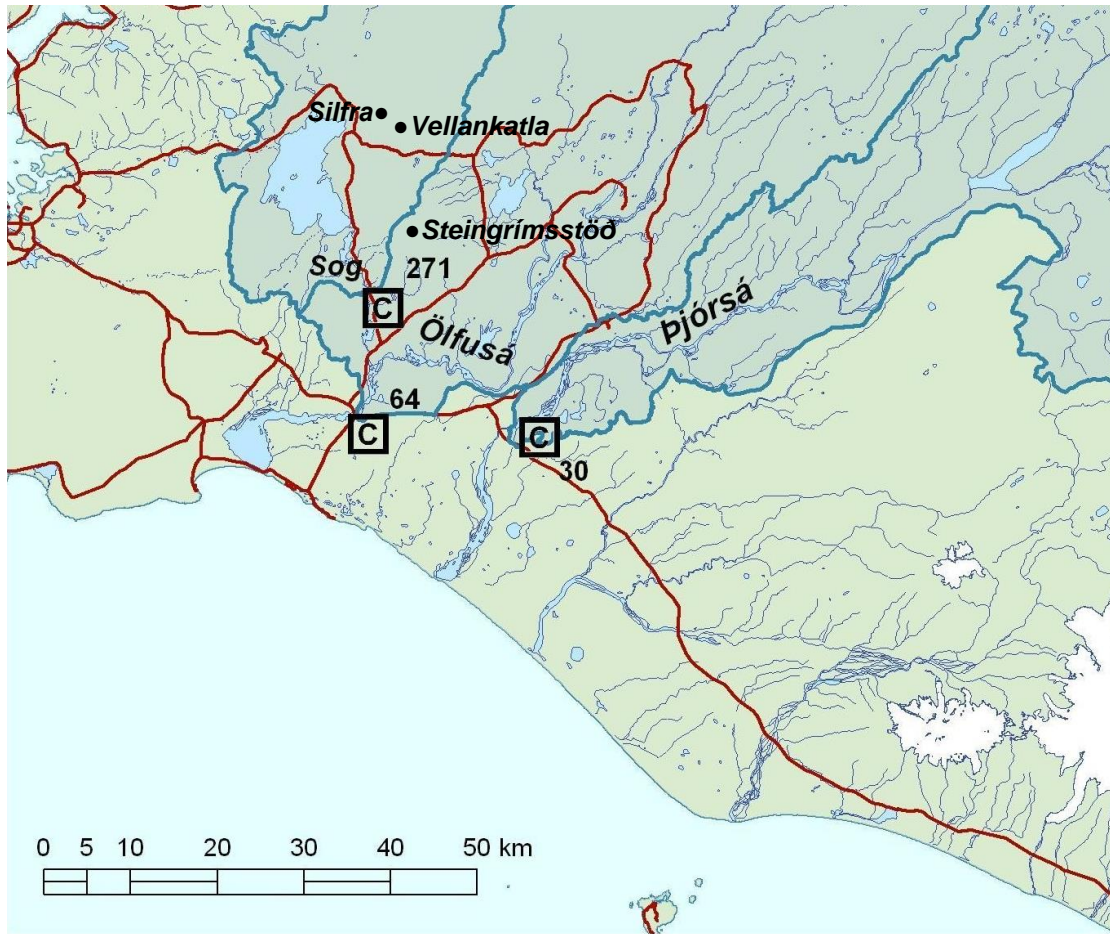 Silfra
Vellankatla
Steingrímsstöð
Sog
271
C
Ölfusá
Þjórsá
64
C
C
30
0 5 10 20 30 40 50 km